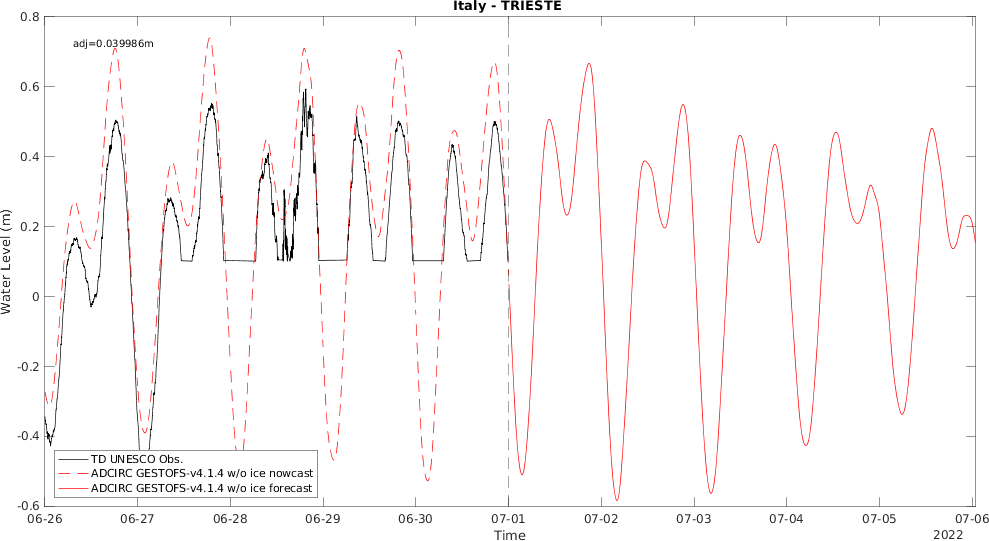 Italy - TRIESTE
adj=0.039986m
0.8
0.6
0.4
0.2
0
-0.2
-0.4
-0.6
Water Level (m)
TD UNESCO Obs.
ADCIRC GESTOFS-v4.1.4 w/o ice nowcast
ADCIRC GESTOFS-v4.1.4 w/o ice forecast
06-26 06-27 06-28 06-29 06-30 07-01 07-02 07-03 07-04 07-05 07-06
Time
2022